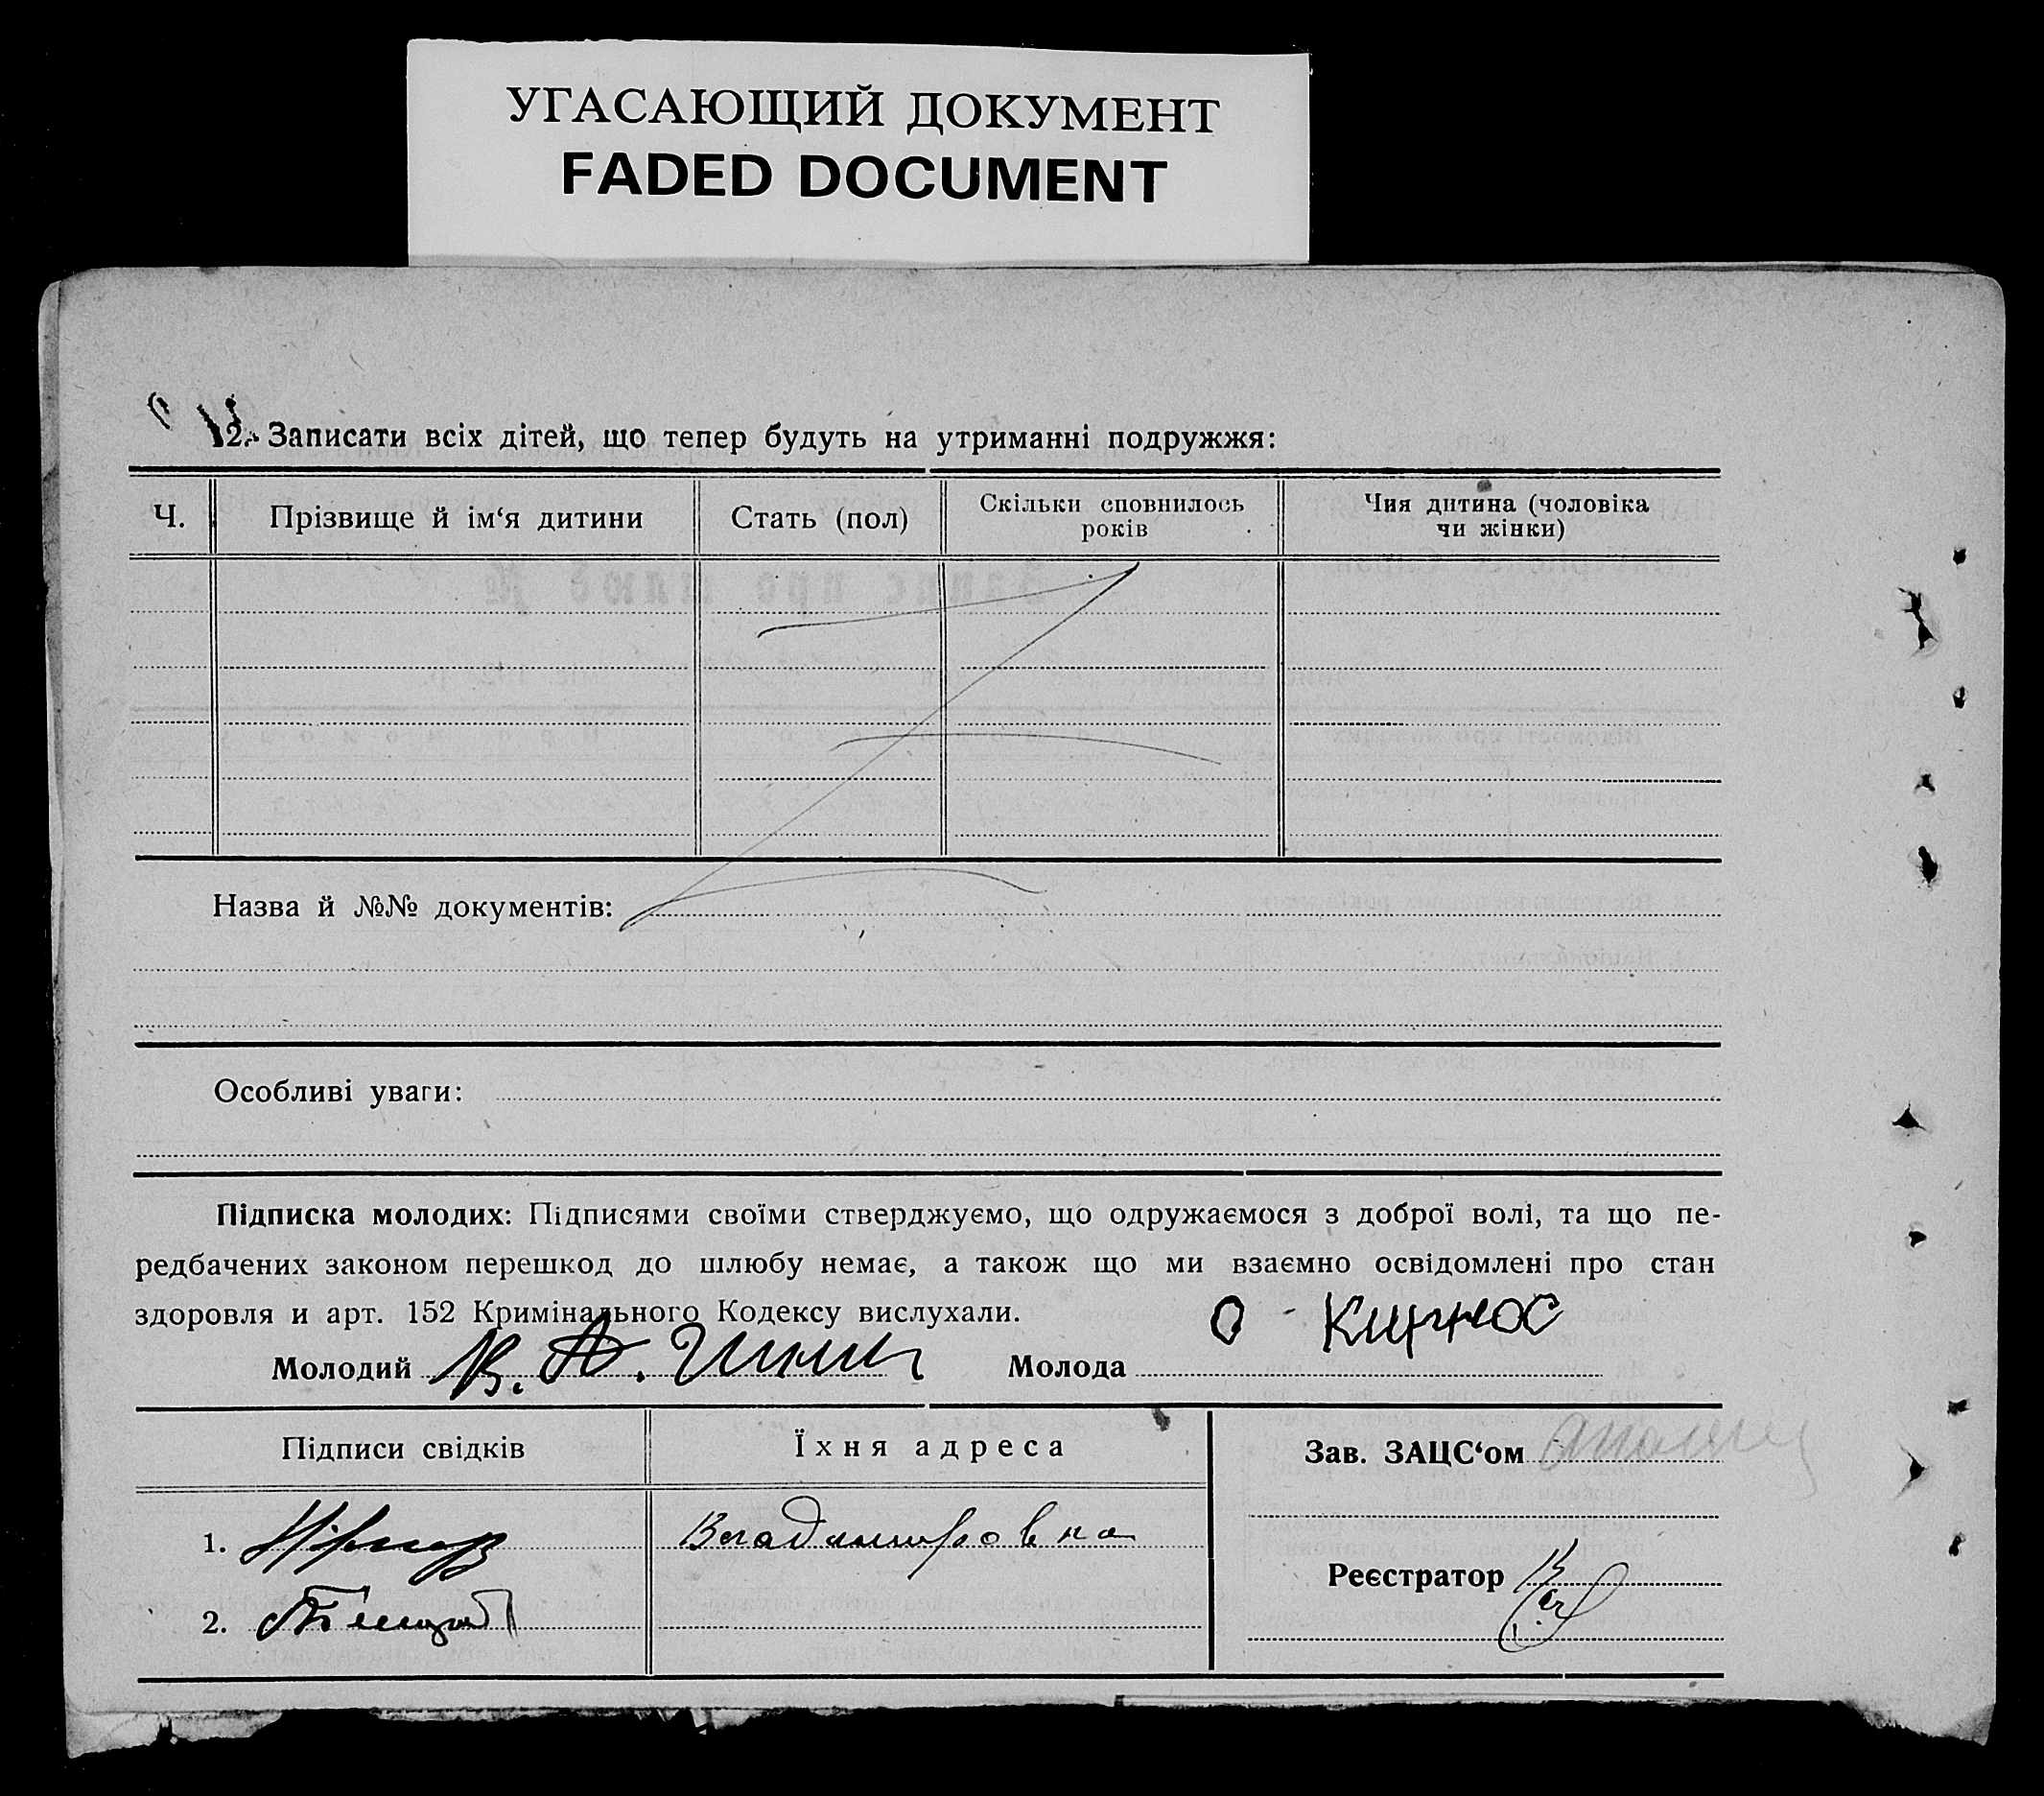 УГАСАЮЩИЙ ДОКУМЕНТ
FADED DOCUMENT
12. Записати всіх дітей, що тепер будуть на утриманні подружжя:
Ч. Прізвище й ім‘я дитини Стать (пол) Скільки сповнилось років Чия дитина (чоловіка чи жінки)
Назва й №№ документів:
Особливі уваги:
Підписка молодих: Підписями своїми стверджуємо, що одружаємося з доброї волі, та що пе-
редбачених законом перешкод до шлюбу немає, а також що ми взаємно освідомлені про стан
здоровля и арт. 152 Кримінального Кодексу вислухали.
Молодий В. А. Молода О
Підписи свідків Їхня адреса Зав. ЗАЦС‘ом
1. Владимировка
Реєстратор
2.